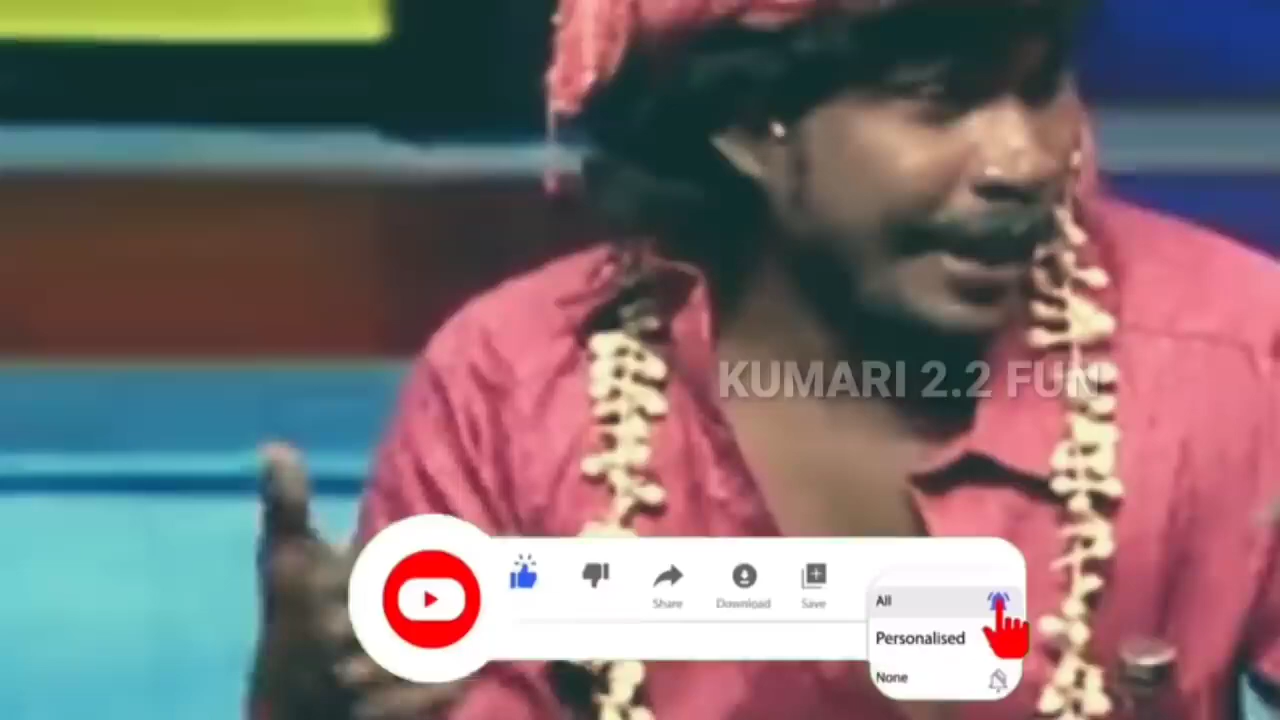 KUMARI 2.2 FUN
Share Download Save
All
Personalised
None